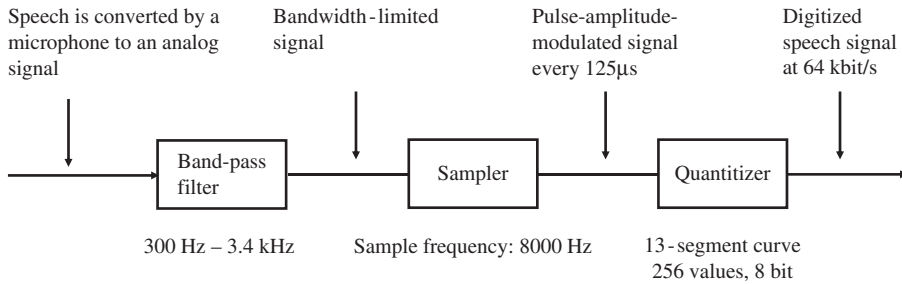 Speech is converted by a
microphone to an analog
signal
Bandwidth-limited
signal
Pulse-amplitude-
modulated signal
every 125μs
Digitized
speech signal
at 64 kbit/s
Band-pass
filter
Sampler
Quantitizer
300 Hz – 3.4 kHz
Sample frequency: 8000 Hz
13-segment curve
256 values, 8 bit